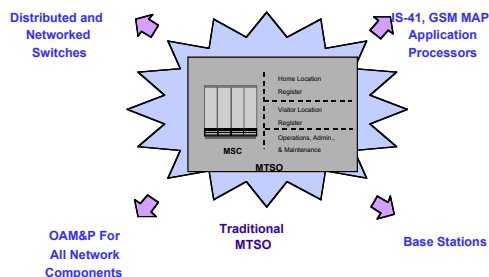 Distributed and
Networked
Switches
IS-41, GSM MAP
Application
Processors
Home Location
Register
Visitor Location
Register
Operations, Admin.,
& Maintenance
MSC
MTSO
Traditional
MTSO
OAM&P For
All Network
Components
Base Stations